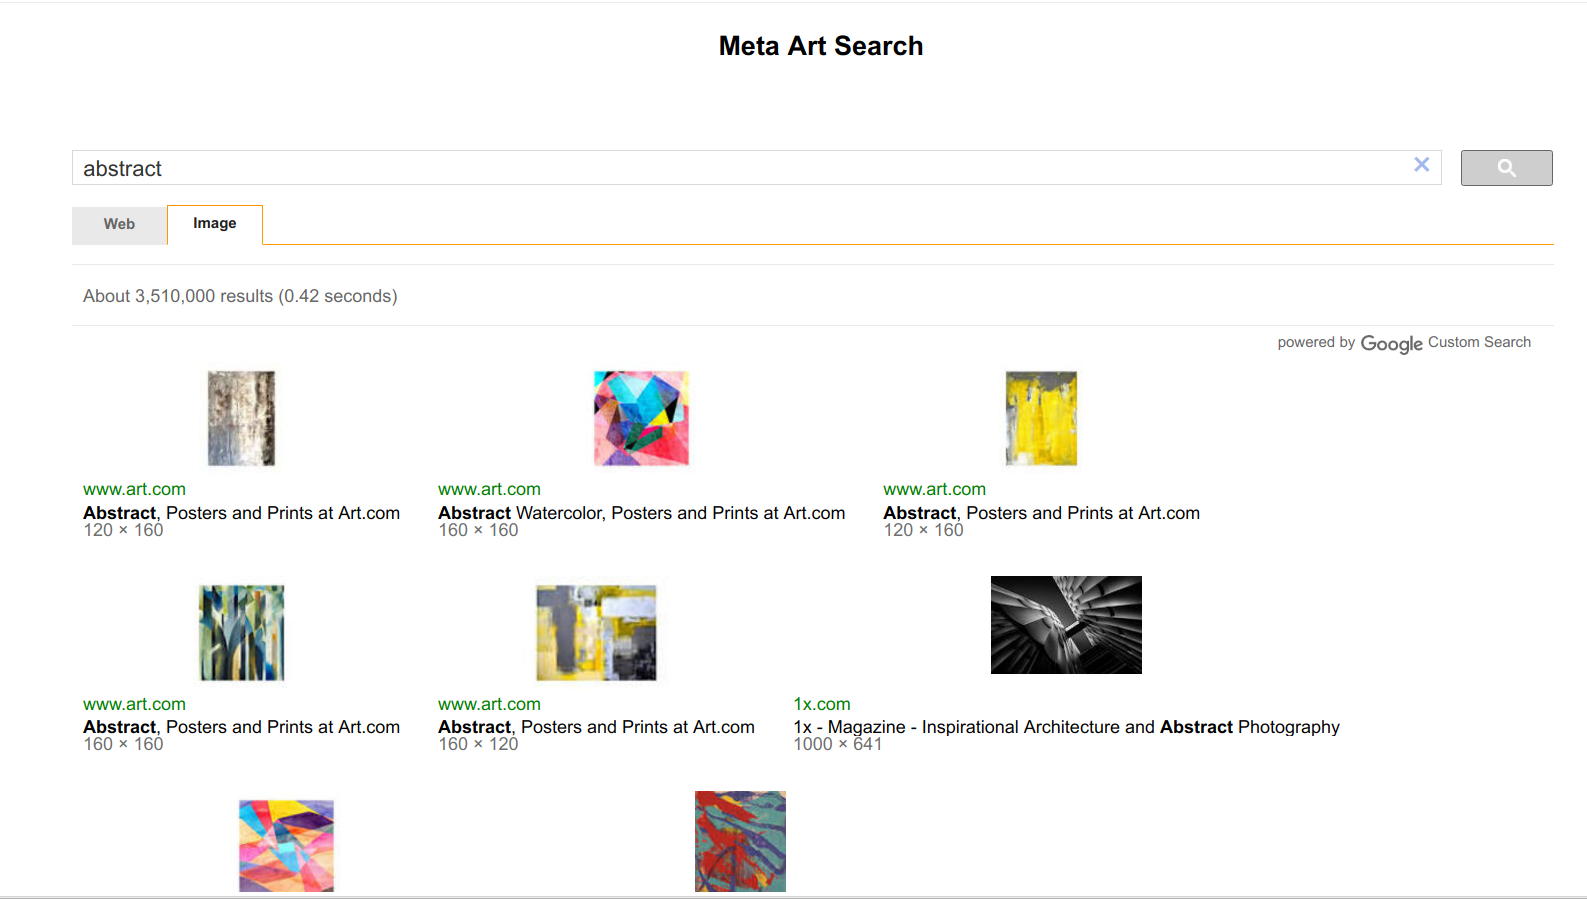 Meta Art Search
abstract
Web
Image
About 3,510,000 results (0.42 seconds)
powered by Google Custom Search
www.art.com
Abstract, Posters and Prints at Art.com
120 × 160
www.art.com
Abstract Watercolor, Posters and Prints at Art.com
160 × 160
www.art.com
Abstract, Posters and Prints at Art.com
120 × 160
www.art.com
Abstract, Posters and Prints at Art.com
160 × 160
www.art.com
Abstract, Posters and Prints at Art.com
160 × 120
1x.com
1x - Magazine - Inspirational Architecture and Abstract Photography
1000 × 641